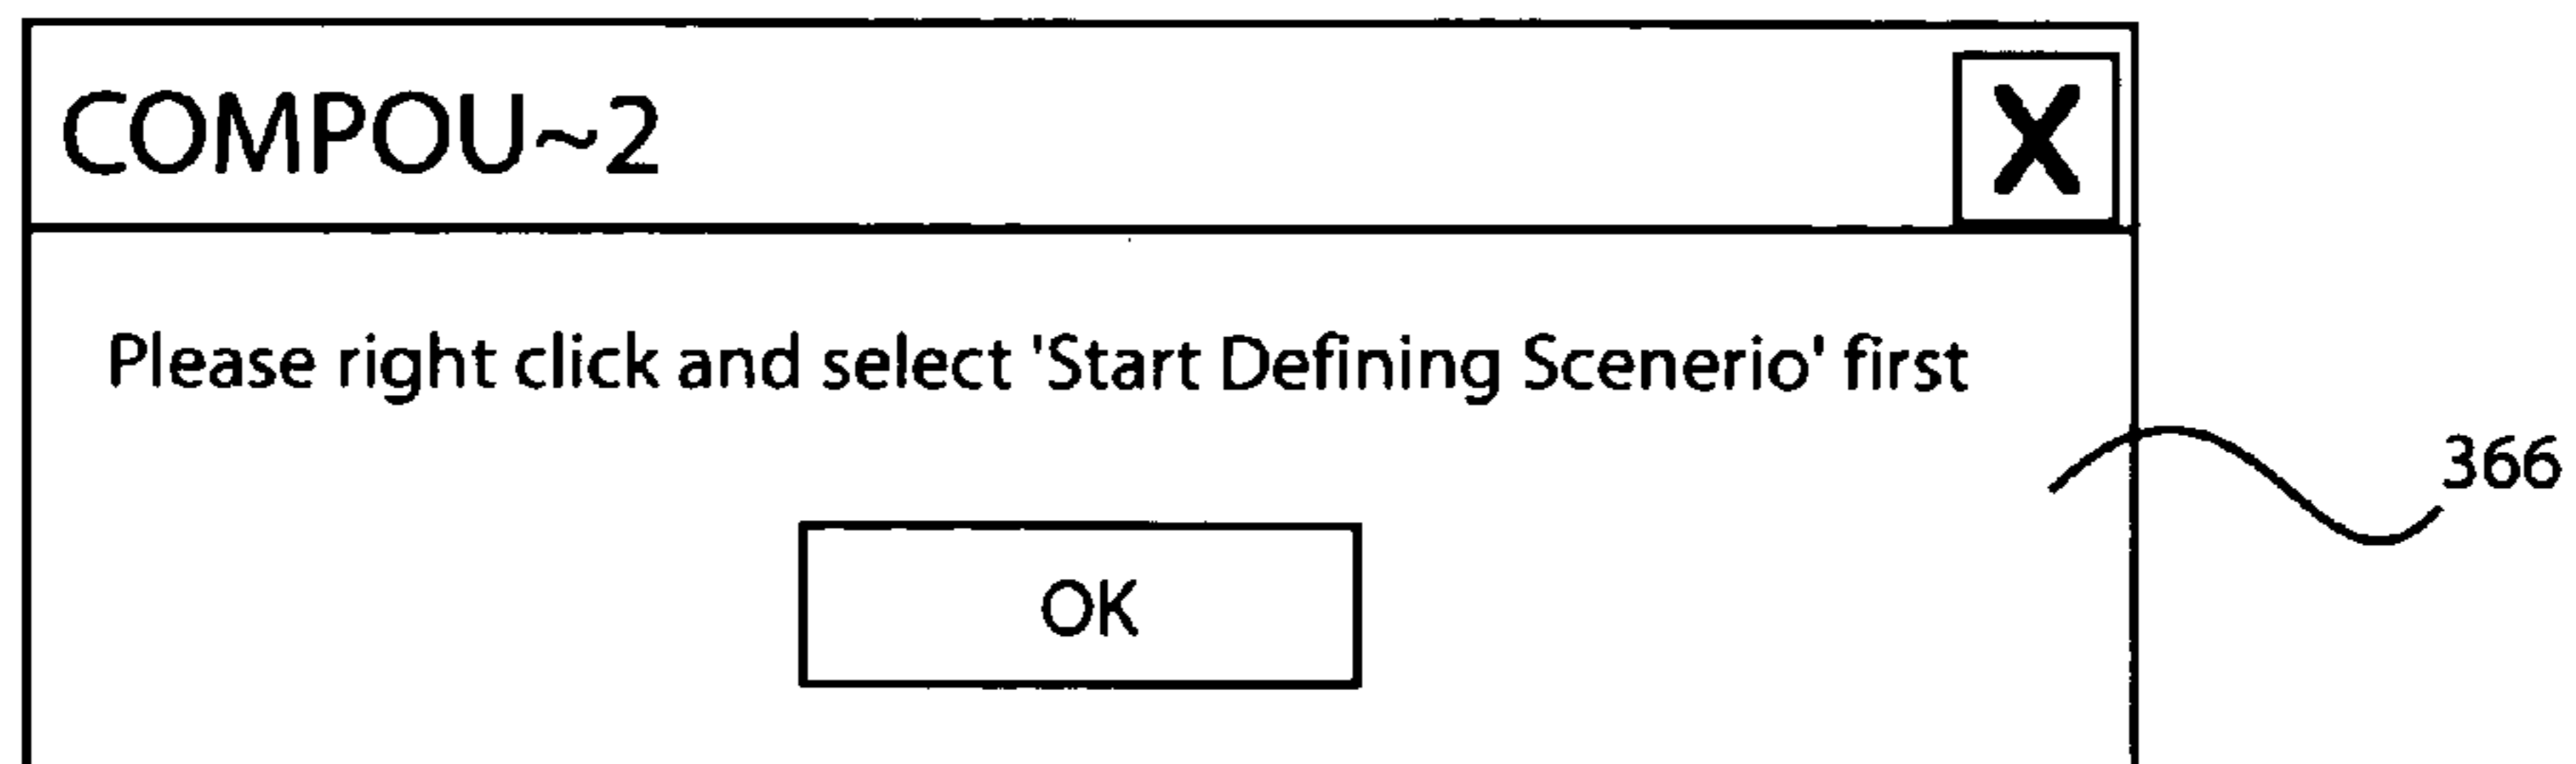 COMPOU~2
X
Please right click and select 'Start Defining Scenerio' first
366
OK